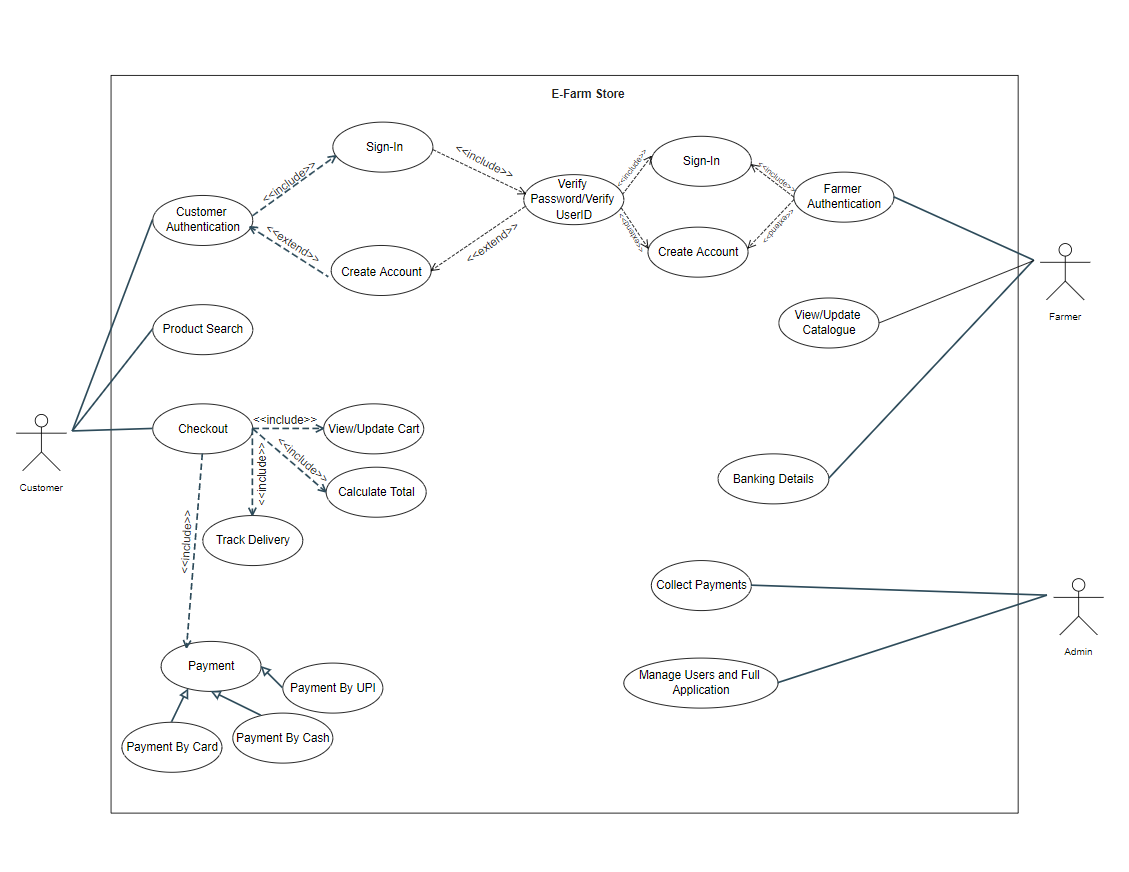 E-Farm Store
Sign-In
<<include>>
<<include>>
Customer
Authentication
<<extend>>
Create Account
<<extend>>
Verify
Password/Verify
UserID
<<include>>
Sign-In
<<include>>
Farmer
Authentication
<<extend>>
Create Account
<<extend>>
Farmer
View/Update
Catalogue
Product Search
Customer
Checkout
<<include>>
View/Update Cart
<<include>>
Calculate Total
<<include>>
Track Delivery
<<include>>
Banking Details
Collect Payments
Admin
Manage Users and Full
Application
Payment
Payment By UPI
Payment By Cash
Payment By Card